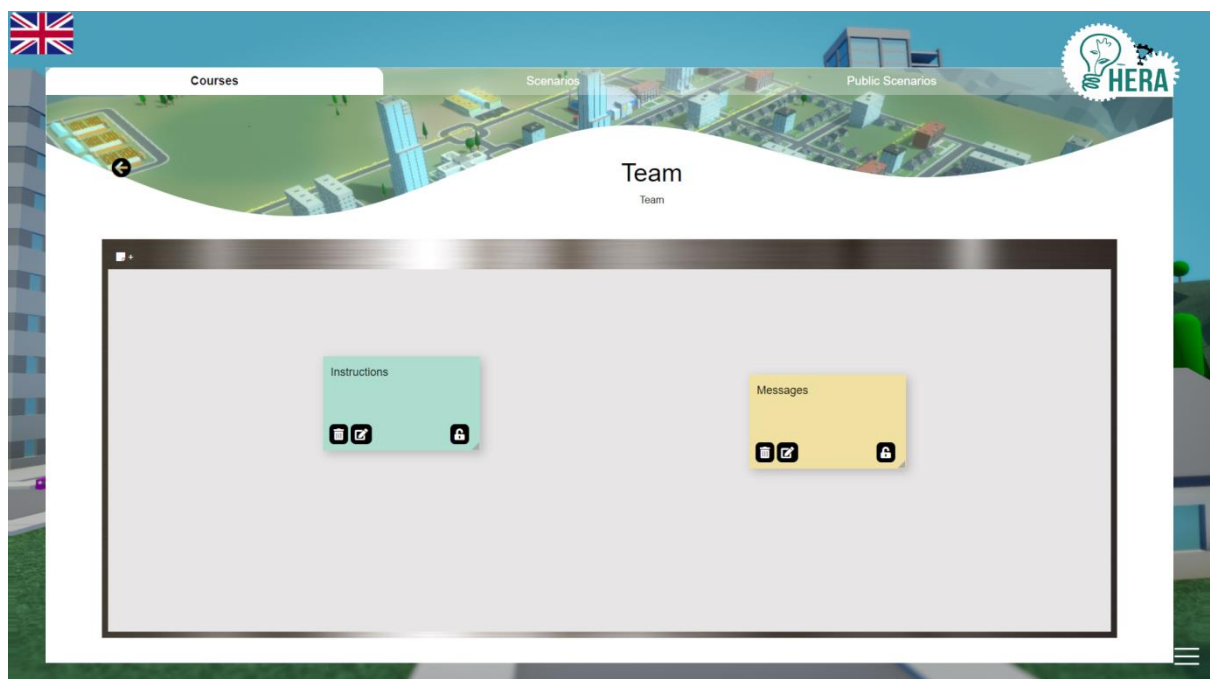 Courses
Scenarios
Public Scenarios
HERA
Team
Team
+
Instructions
Messages